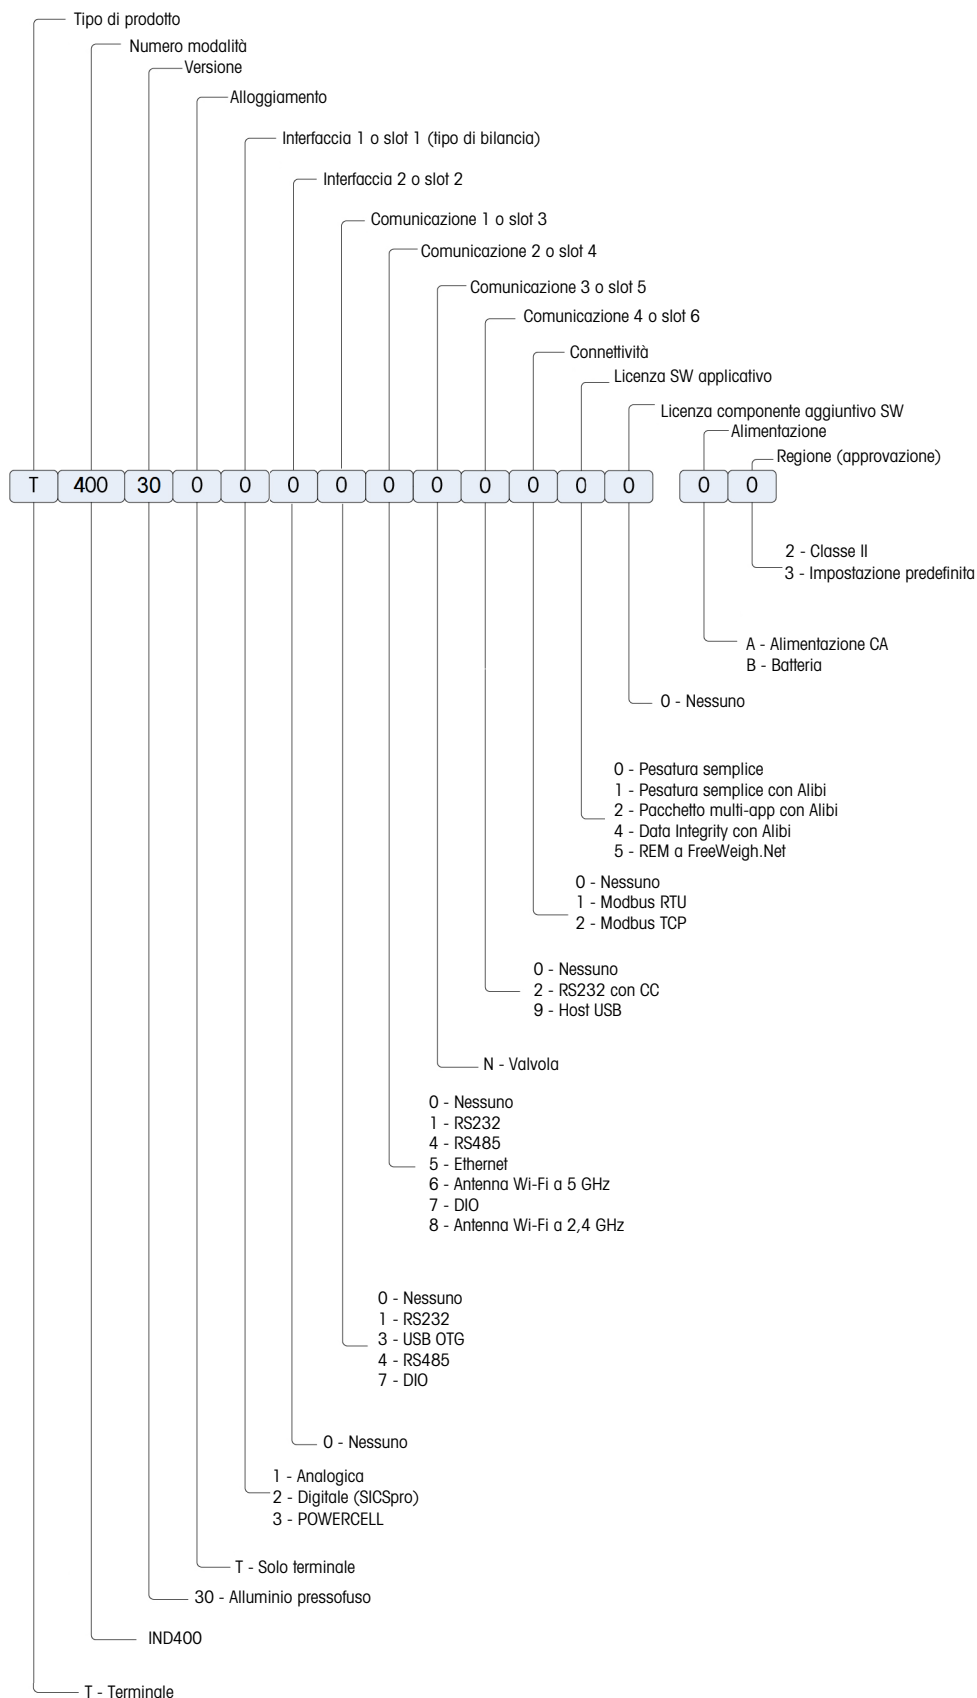 Tipo di prodotto
Numero modalità
Versione
Alloggiamento
Interfaccia 1 o slot 1 (tipo di bilancia)
Interfaccia 2 o slot 2
Comunicazione 1 o slot 3
Comunicazione 2 o slot 4
Comunicazione 3 o slot 5
Comunicazione 4 o slot 6
Connettività
Licenza SW applicativo
Licenza componente aggiuntivo SW
Alimentazione
Regione (approvazione)
T 400 30 0 0 0 0 0 0 0 0 0 0 0 0
2 - Classe II
3 - Impostazione predefinita
A - Alimentazione CA
B - Batteria
0 - Nessuno
0 - Pesatura semplice
1 - Pesatura semplice con Alibi
2 - Pacchetto multi-app con Alibi
4 - Data Integrity con Alibi
5 - REM a FreeWeigh.Net
0 - Nessuno
1 - Modbus RTU
2 - Modbus TCP
0 - Nessuno
2 - RS232 con CC
9 - Host USB
N - Valvola
0 - Nessuno
1 - RS232
4 - RS485
5 - Ethernet
6 - Antenna Wi-Fi a 5 GHz
7 - DIO
8 - Antenna Wi-Fi a 2,4 GHz
0 - Nessuno
1 - RS232
3 - USB OTG
4 - RS485
7 - DIO
0 - Nessuno
1 - Analogica
2 - Digitale (SICSpro)
3 - POWERCELL
T - Solo terminale
30 - Alluminio pressofuso
IND400
T - Terminale